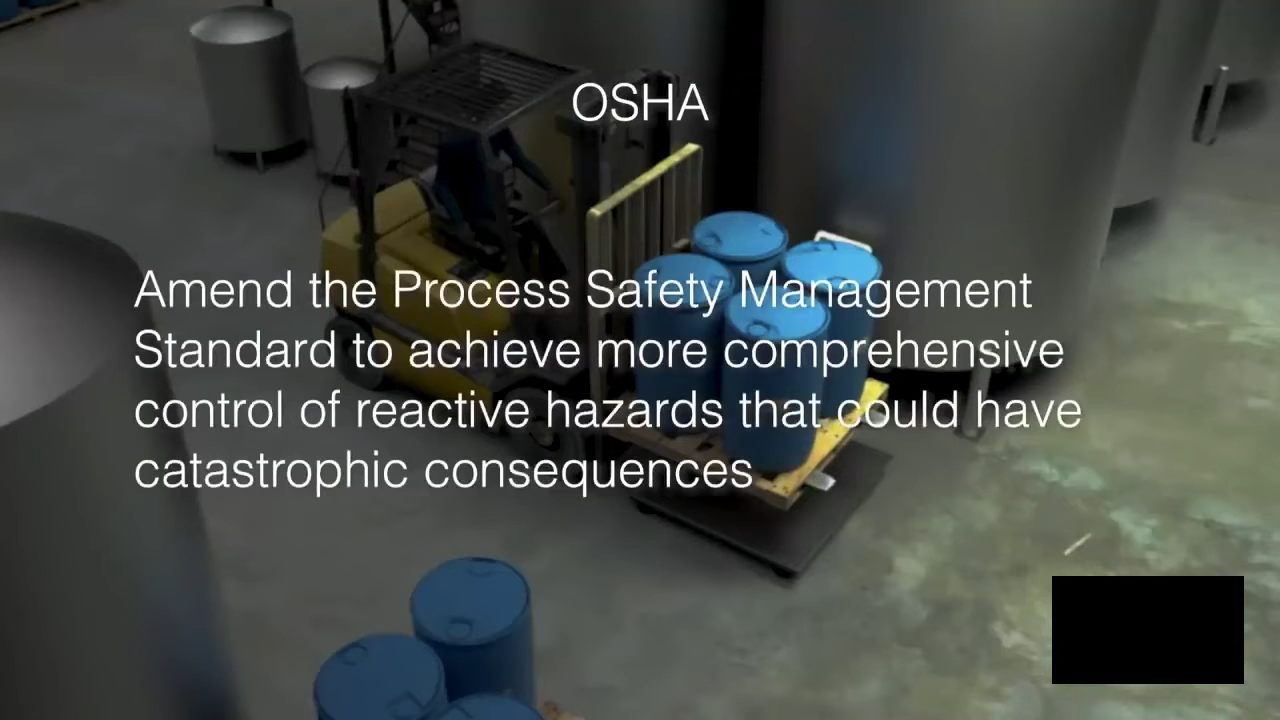 OSHA
Amend the Process Safety Management
Standard to achieve more comprehensive
control of reactive hazards that could have
catastrophic consequences